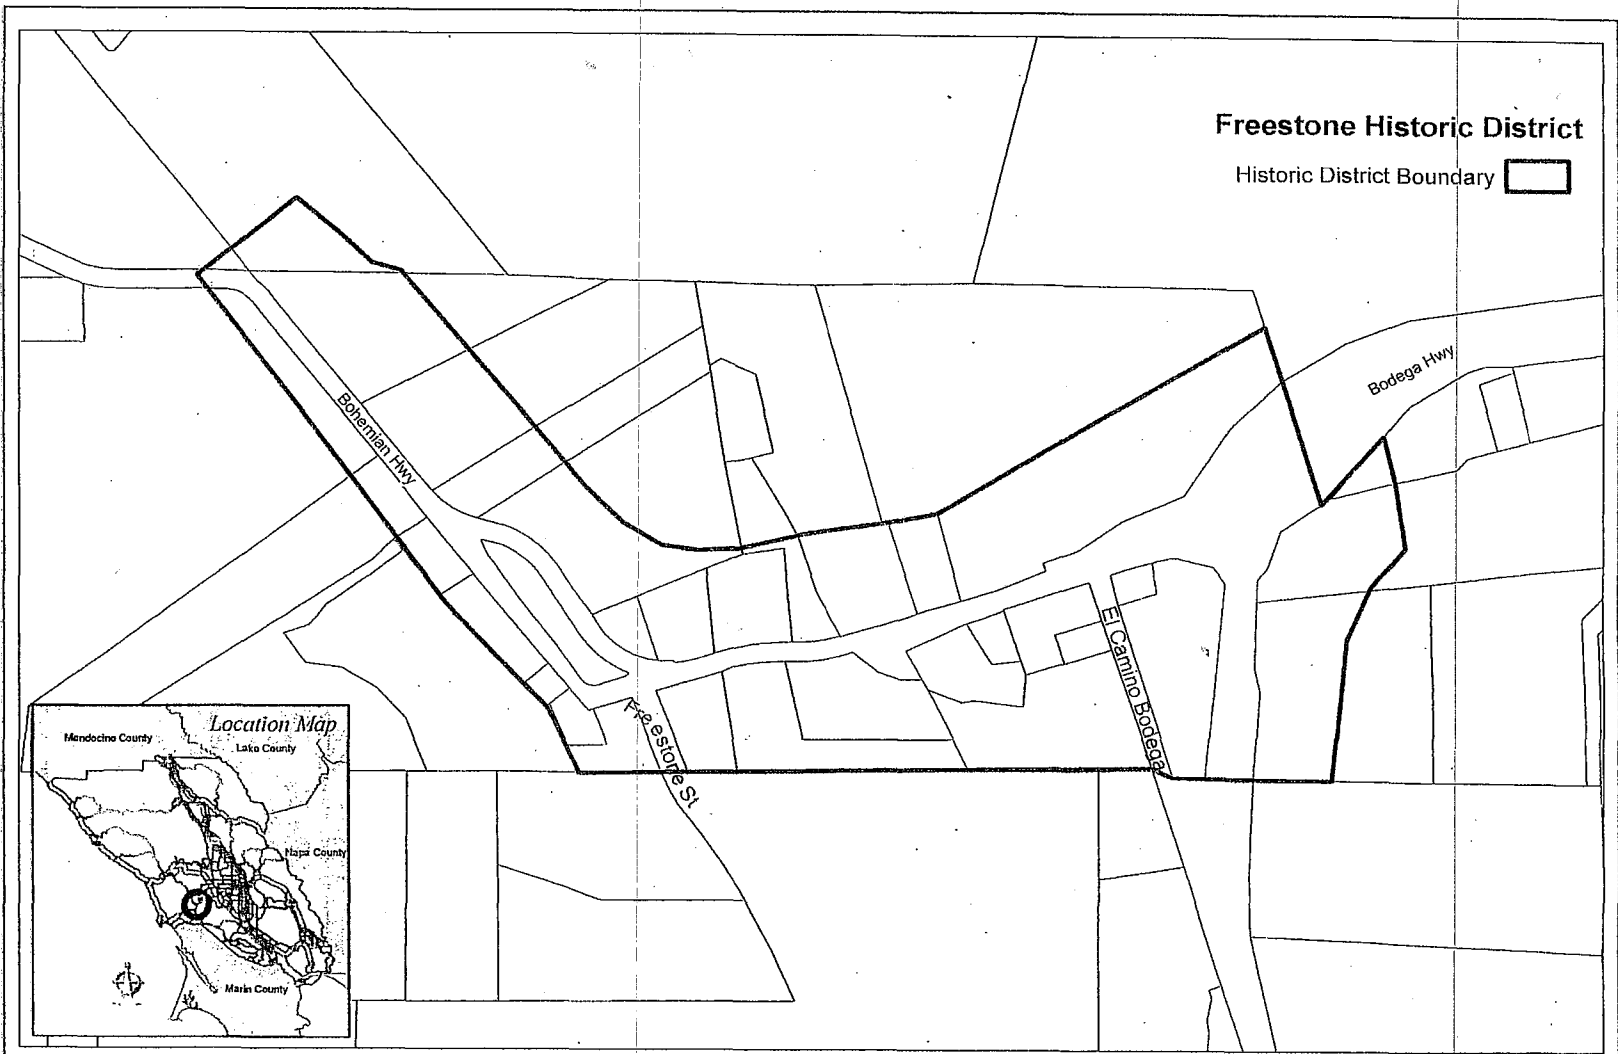 Freestone Historic District
Historic District Boundary
Bodega Hwy
Bohemian Hwy
El Camino Bodega
Freestone St
Location Map
Mendocino County
Lake County
Napa County
Marin County